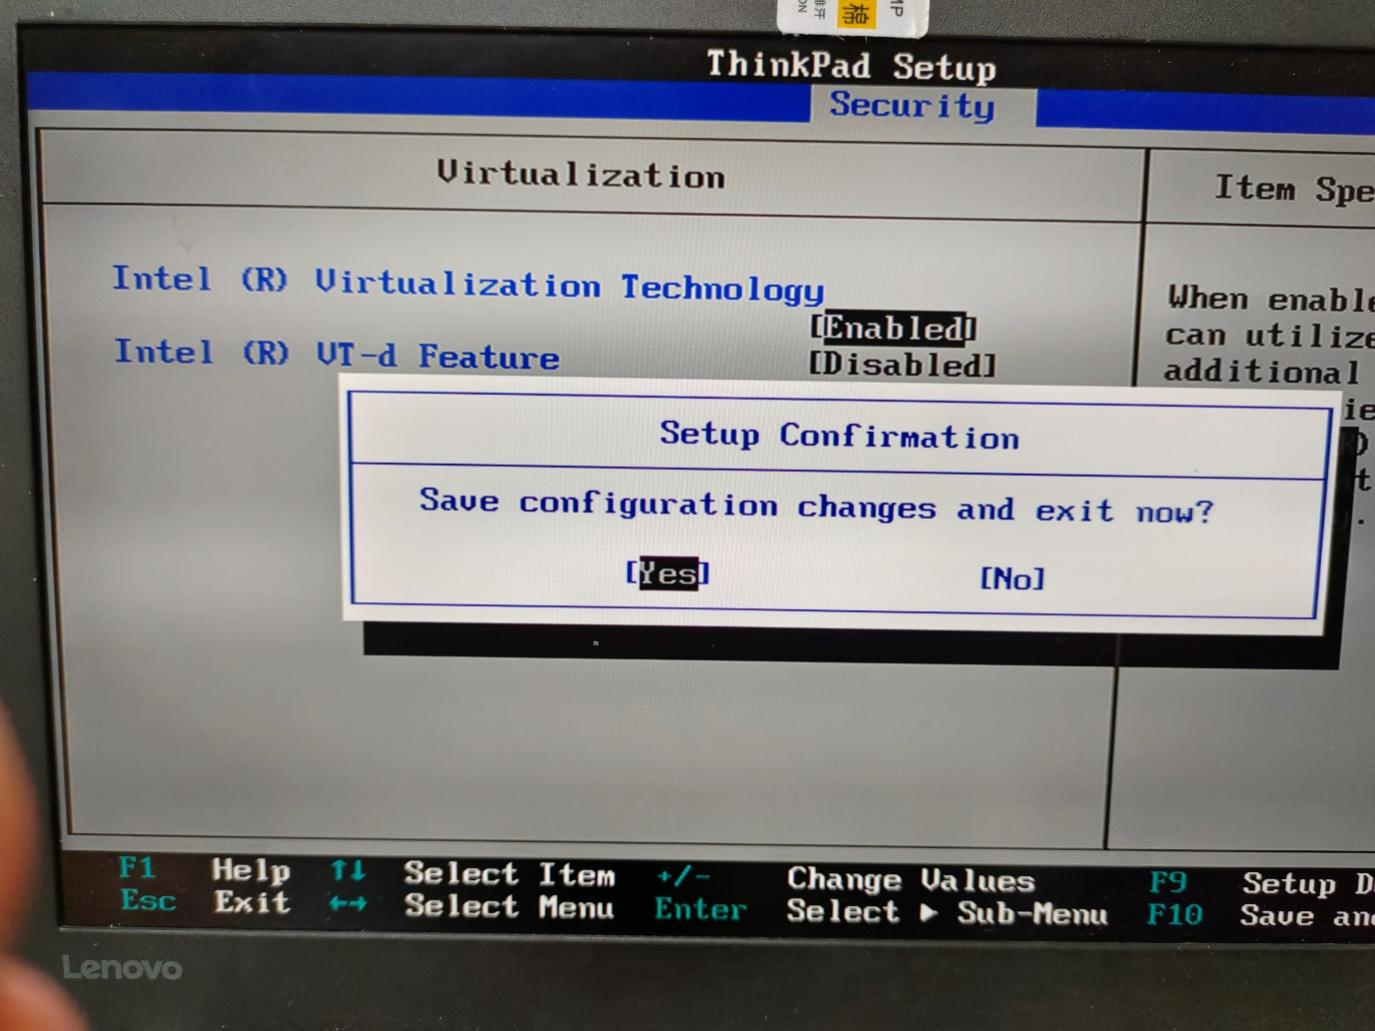 棉
ThinkPad Setup
Security
Virtualization
Item Spe
Intel (R) Virtualization Technology
[Enabled]
Intel (R) VT-d Feature [Disabled]
When enable
can utilize
additional
Setup Confirmation
Save configuration changes and exit now?
[Yes] [No]
F1 Help ↑↓ Select Item +/- Change Values F9 Setup D
Esc Exit ←→ Select Menu Enter Select ▶ Sub-Menu F10 Save an
Lenovo